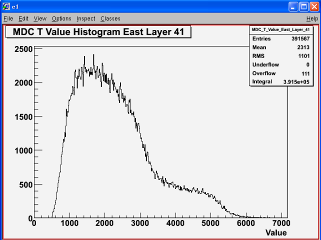 c1
File Edit View Options Inspect Classes Help
MDC T Value Histogram East Layer 41
MDC_T_Value_East_Layer_41
Entries 391567
Mean 2313
RMS 1101
Underflow 0
Overflow 111
Integral 3.915e+05
2500
2000
1500
1000
500
0
0 1000 2000 3000 4000 5000 6000 7000
Value